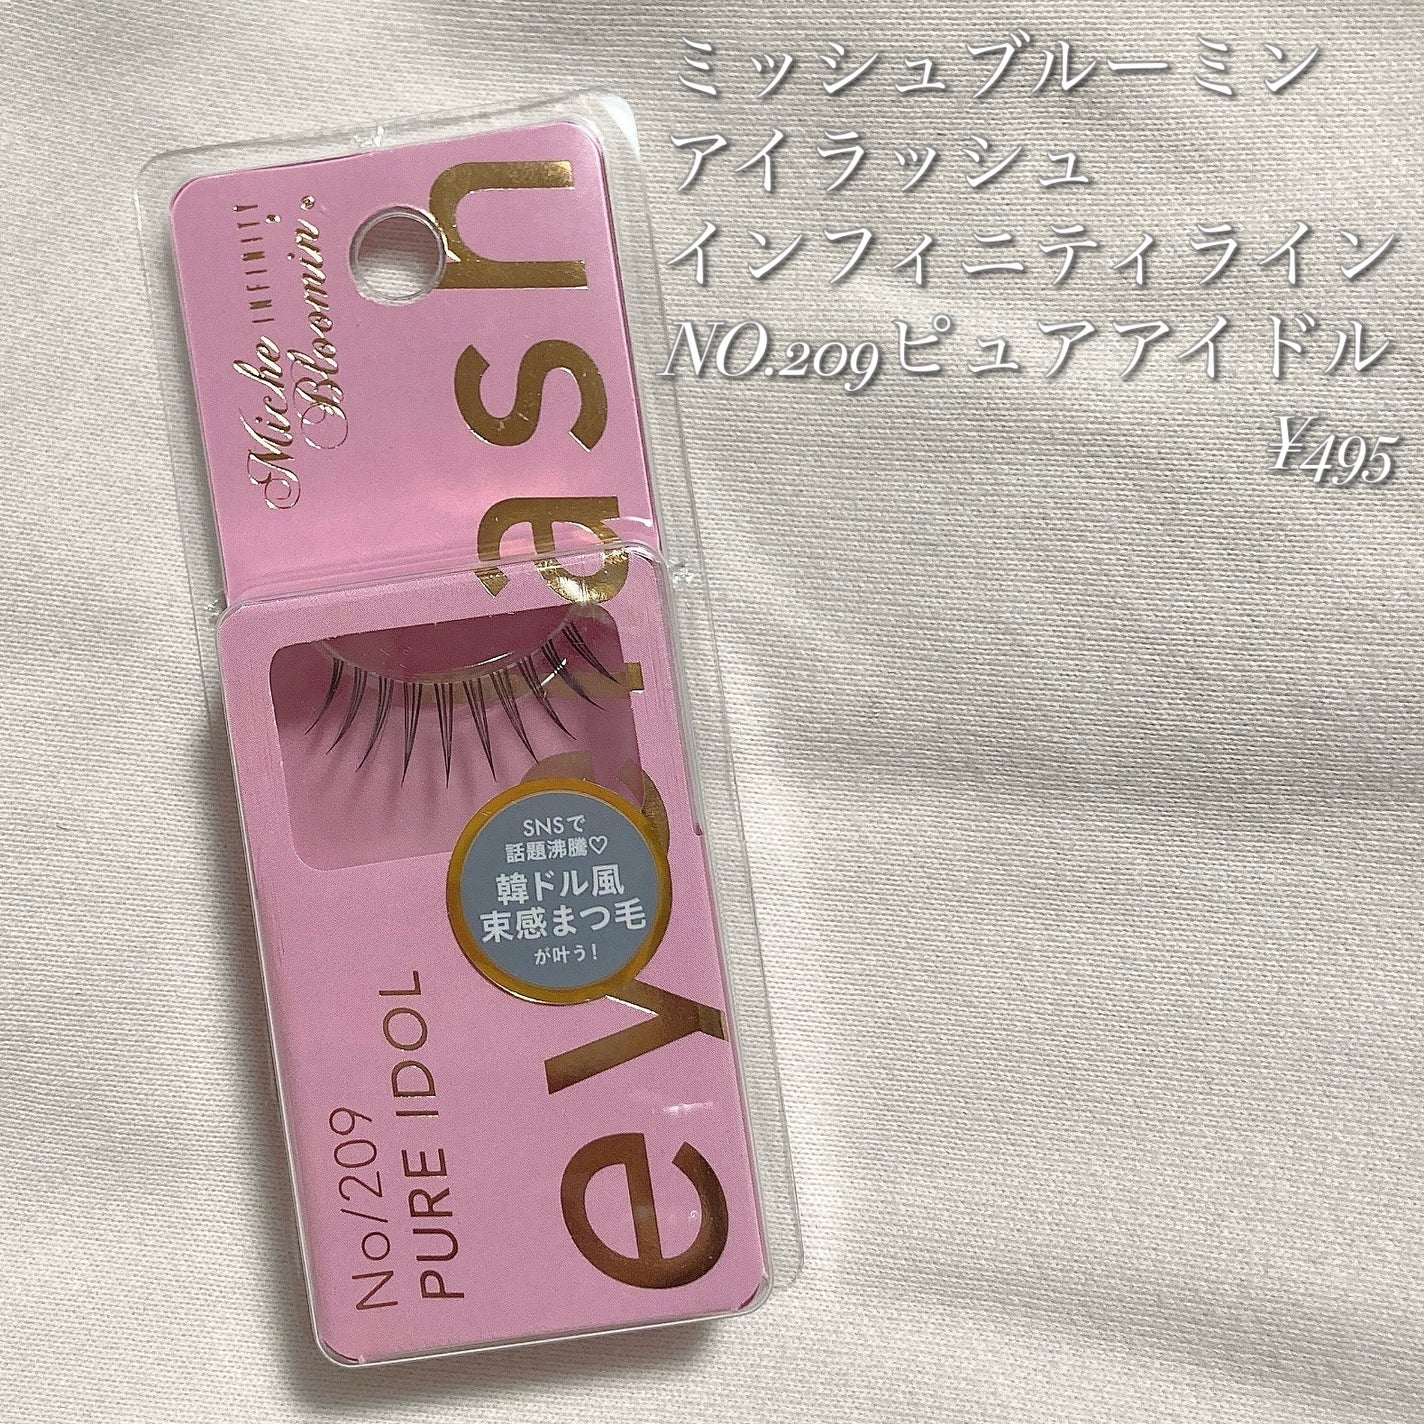 ミッシュブルーミン
アイラッシュ
インフィニティライン
NO.209ピュアアイドル
¥495
Miche INFINITY
Bloomin'
eyelash
SNSで
話題沸騰♡
韓ドル風
束感まつ毛
が叶う!
No/209
PURE IDOL